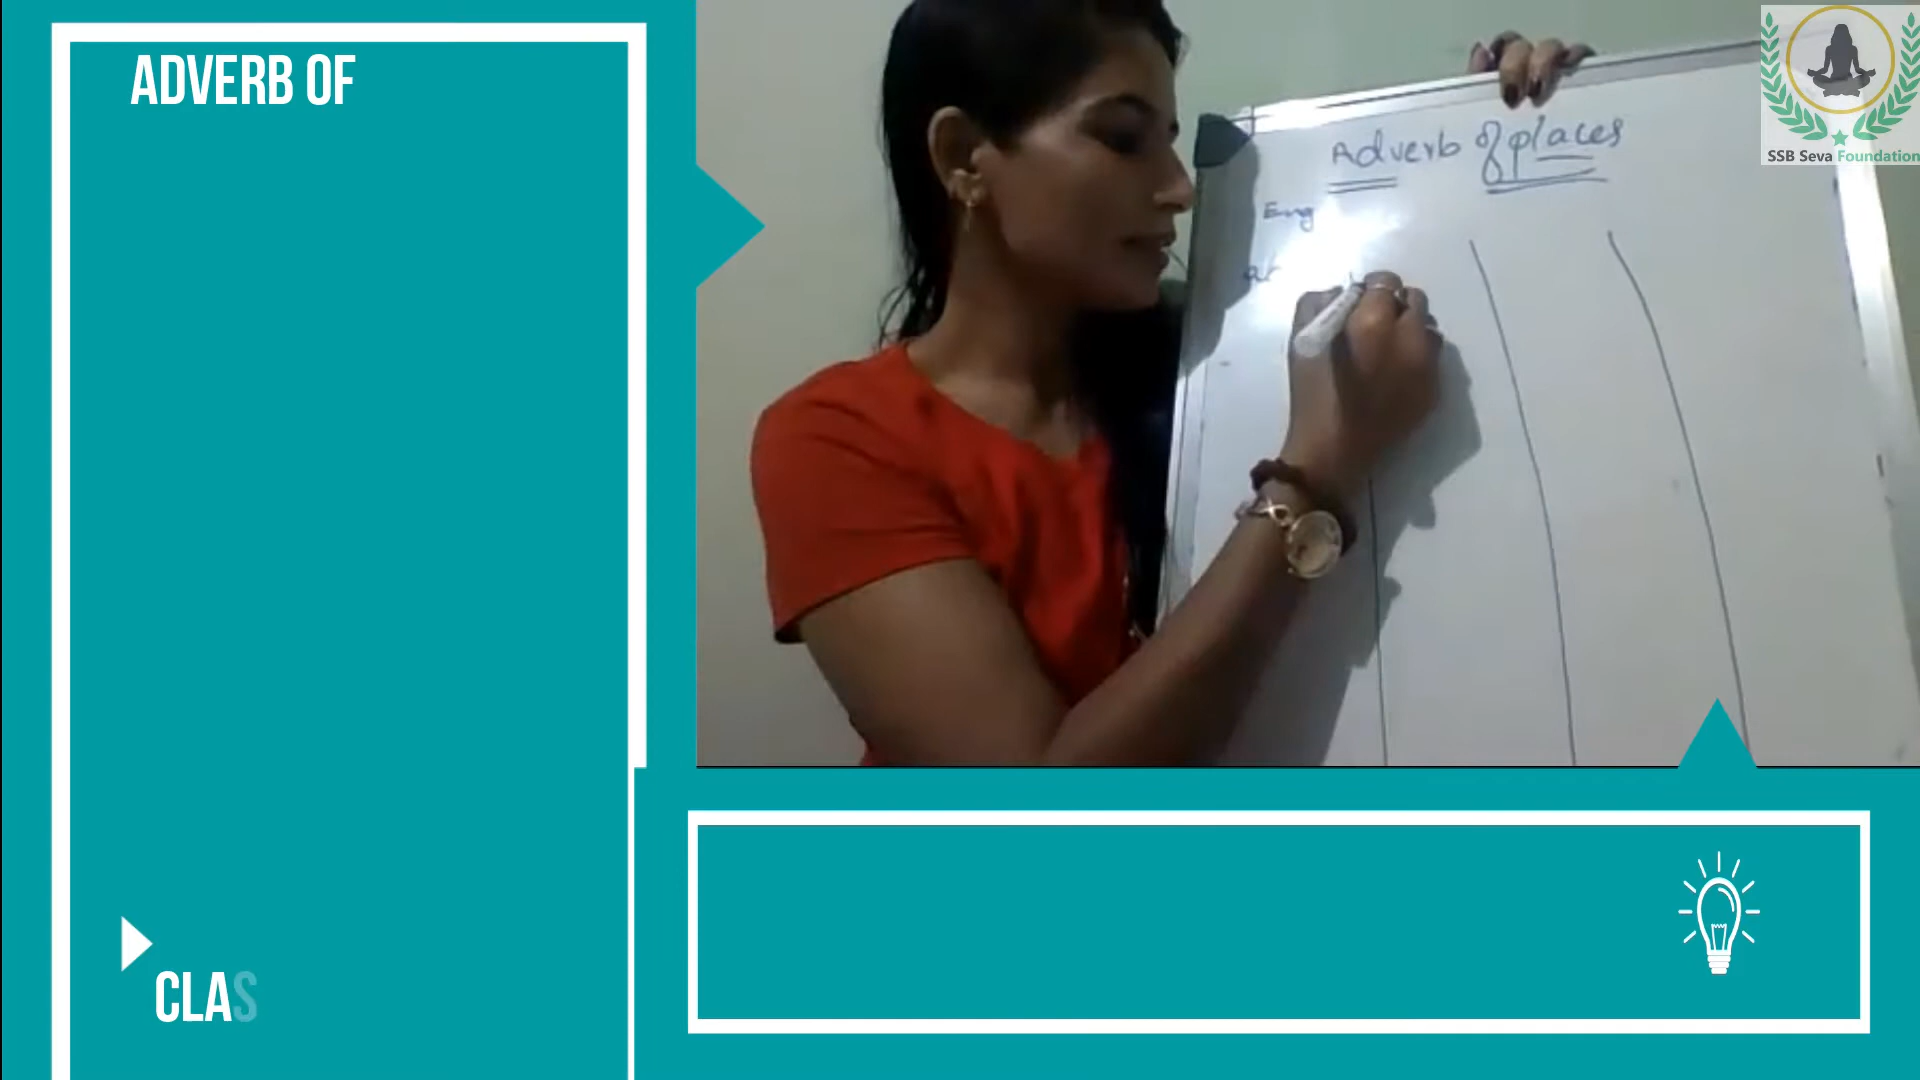 ADVERB OF
Adverb of places
Eng
SSB Seva Foundation
CLAS